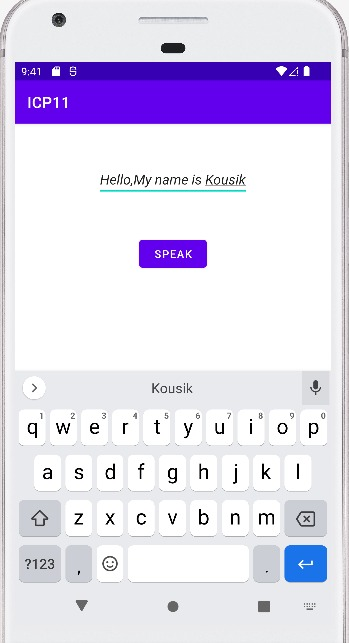 9:41
ICP11
Hello,My name is Kousik
SPEAK
Kousik
1 2 3 4 5 6 7 8 9 0
q w e r t y u i o p
a s d f g h j k l
z x c v b n m
?123 , .